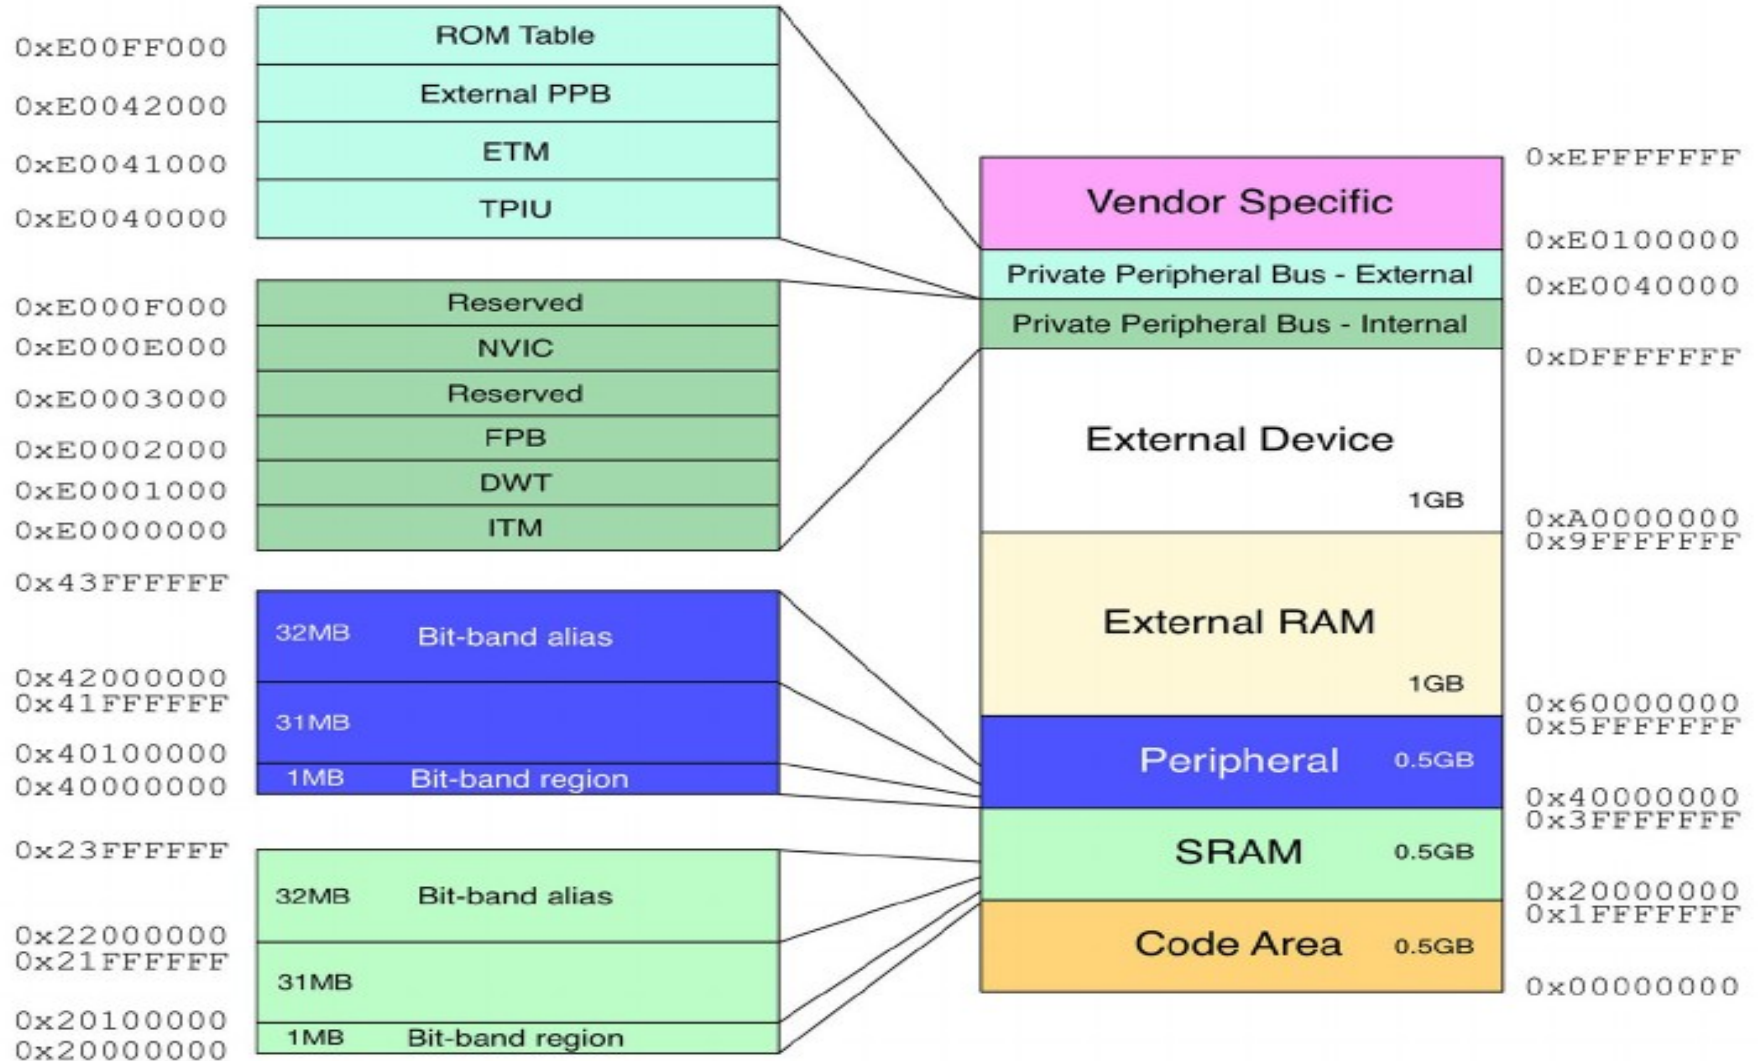 0xE00FF000
ROM Table
0xE0042000
External PPB
0xE0041000
ETM
0xE0040000
TPIU
0xE000F000
Reserved
0xE000E000
NVIC
0xE0003000
Reserved
0xE0002000
FPB
0xE0001000
DWT
0xE0000000
ITM
0x43FFFFFF
32MB Bit-band alias
0x42000000
0x41FFFFFF
31MB
0x40100000
0x40000000
1MB Bit-band region
0x23FFFFFF
32MB Bit-band alias
0x22000000
0x21FFFFFF
31MB
0x20100000
0x20000000
1MB Bit-band region
0xEFFFFFFF
Vendor Specific
0xE0100000
Private Peripheral Bus - External
0xE0040000
Private Peripheral Bus - Internal
0xDFFFFFFF
External Device
1GB
0xA0000000
0x9FFFFFFF
External RAM
1GB
0x60000000
0x5FFFFFFF
Peripheral 0.5GB
0x40000000
0x3FFFFFFF
SRAM 0.5GB
0x20000000
0x1FFFFFFF
Code Area 0.5GB
0x00000000